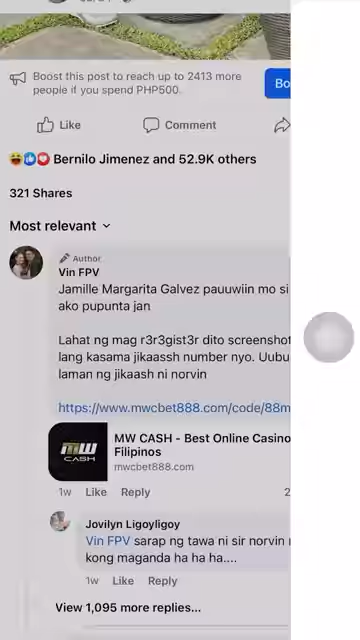 Boost this post to reach up to 2413 more
people if you spend PHP500.
Bo
Like
Comment
Bernilo Jimenez and 52.9K others
321 Shares
Most relevant
Author
Vin FPV
Jamille Margarita Galvez pauuwiin mo si
ako pupunta jan
Lahat ng mag r3r3gist3r dito screenshot
lang kasama jikaassh number nyo. Uubu
laman ng jikaash ni norvin
https://www.mwcbet888.com/code/88m
MW CASH - Best Online Casino
Filipinos
mwcbet888.com
MW
CASH
1w Like Reply
2
Jovilyn Ligoyligoy
Vin FPV sarap ng tawa ni sir norvin
kong maganda ha ha ha....
1w Like Reply
View 1,095 more replies...